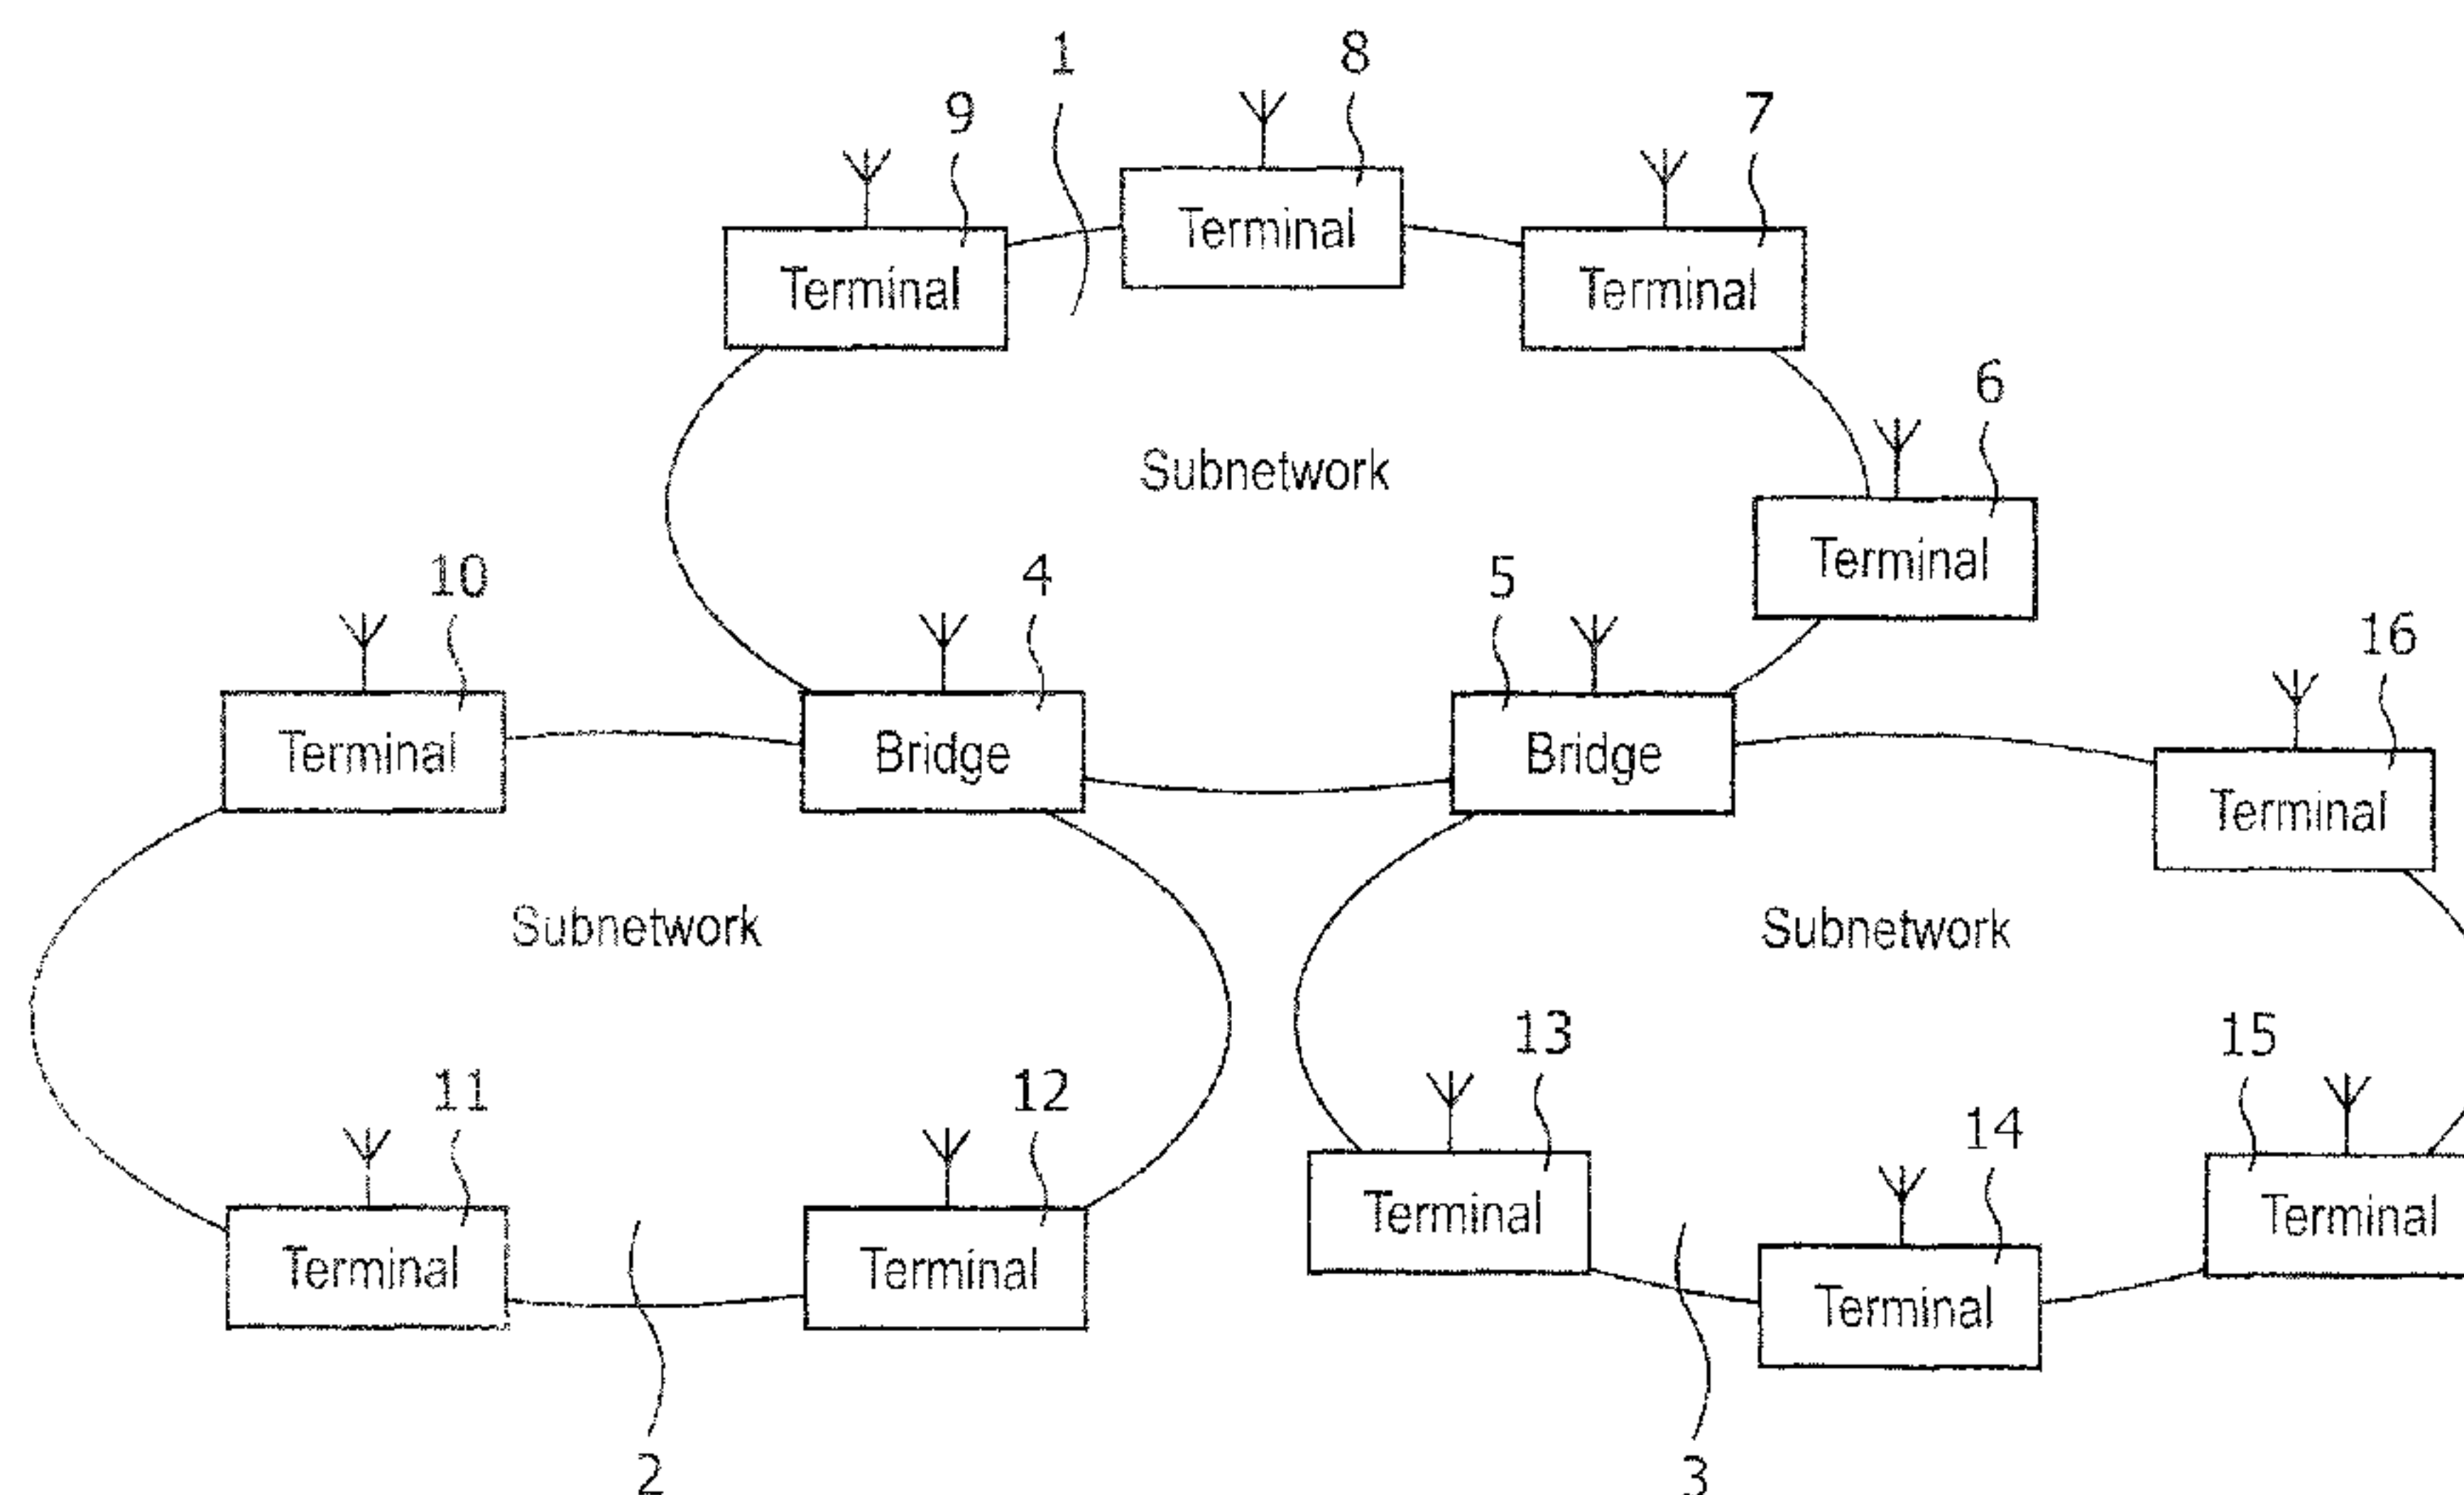 1
8
9
7
Terminal
Terminal
Terminal
6
Subnetwork
Terminal
10
4
5
16
Terminal
Bridge
Bridge
Terminal
Subnetwork
Subnetwork
13
15
11
12
14
Terminal
Terminal
Terminal
Terminal
Terminal
2
3